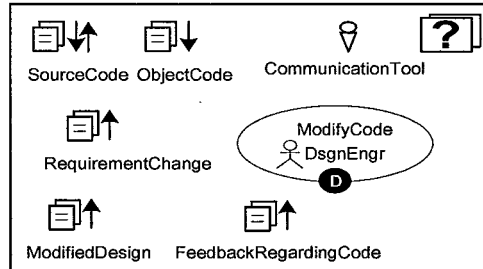 ?
SourceCode ObjectCode CommunicationTool
ModifyCode
DsgnEngr
RequirementChange
D
ModifiedDesign FeedbackRegardingCode